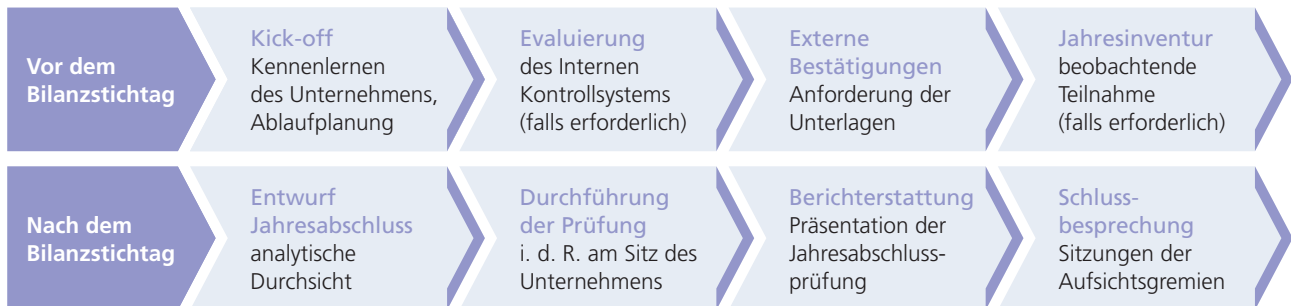 Vor dem
Bilanzstichtag
Kick-off
Kennenlernen
des Unternehmens,
Ablaufplanung
Evaluierung
des Internen
Kontrollsystems
(falls erforderlich)
Externe
Bestätigungen
Anforderung der
Unterlagen
Jahresinventur
beobachtende
Teilnahme
(falls erforderlich)
Nach dem
Bilanzstichtag
Entwurf
Jahresabschluss
analytische
Durchsicht
Durchführung
der Prüfung
i. d. R. am Sitz des
Unternehmens
Berichterstattung
Präsentation der
Jahresabschluss-
prüfung
Schluss-
besprechung
Sitzungen der
Aufsichtsgremien